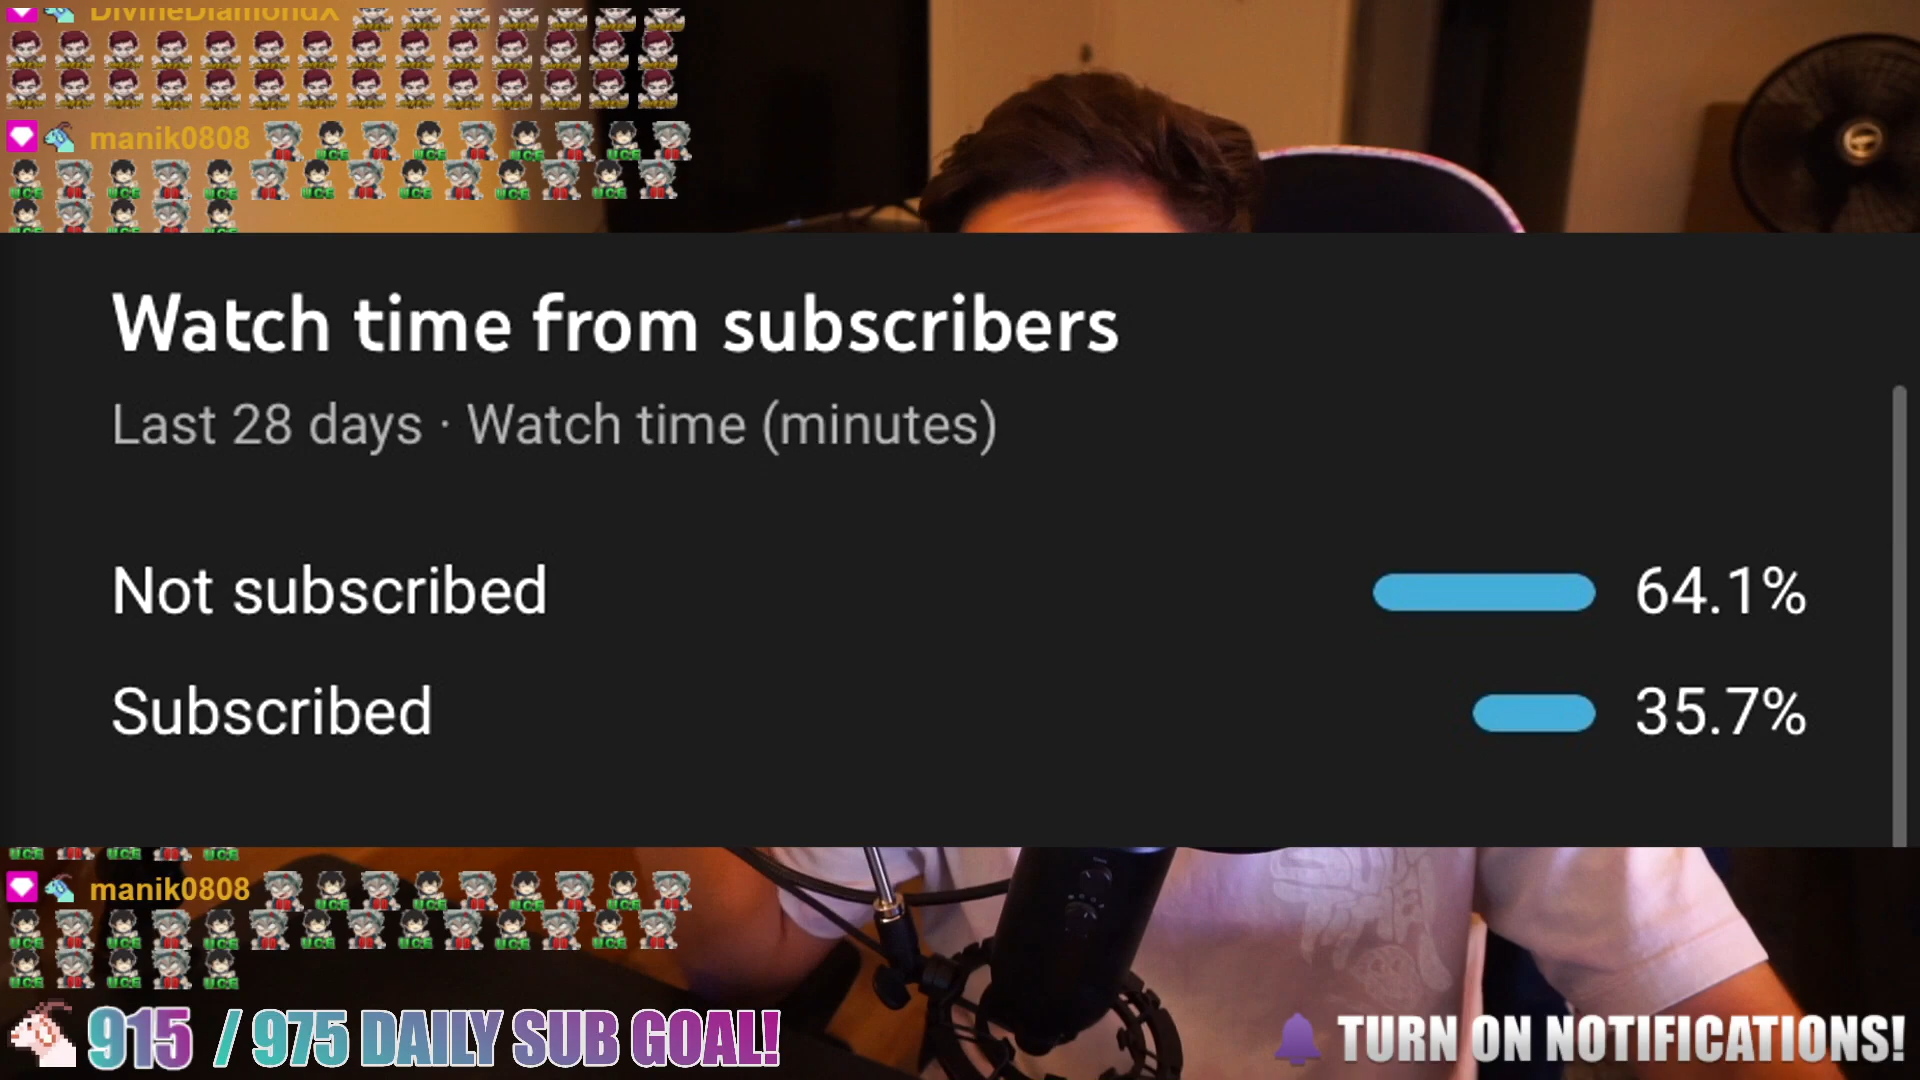 DivineDiamondX
manik0808
Watch time from subscribers
Last 28 days · Watch time (minutes)
Not subscribed 64.1%
Subscribed 35.7%
manik0808
915 / 975 DAILY SUB GOAL!
TURN ON NOTIFICATIONS!